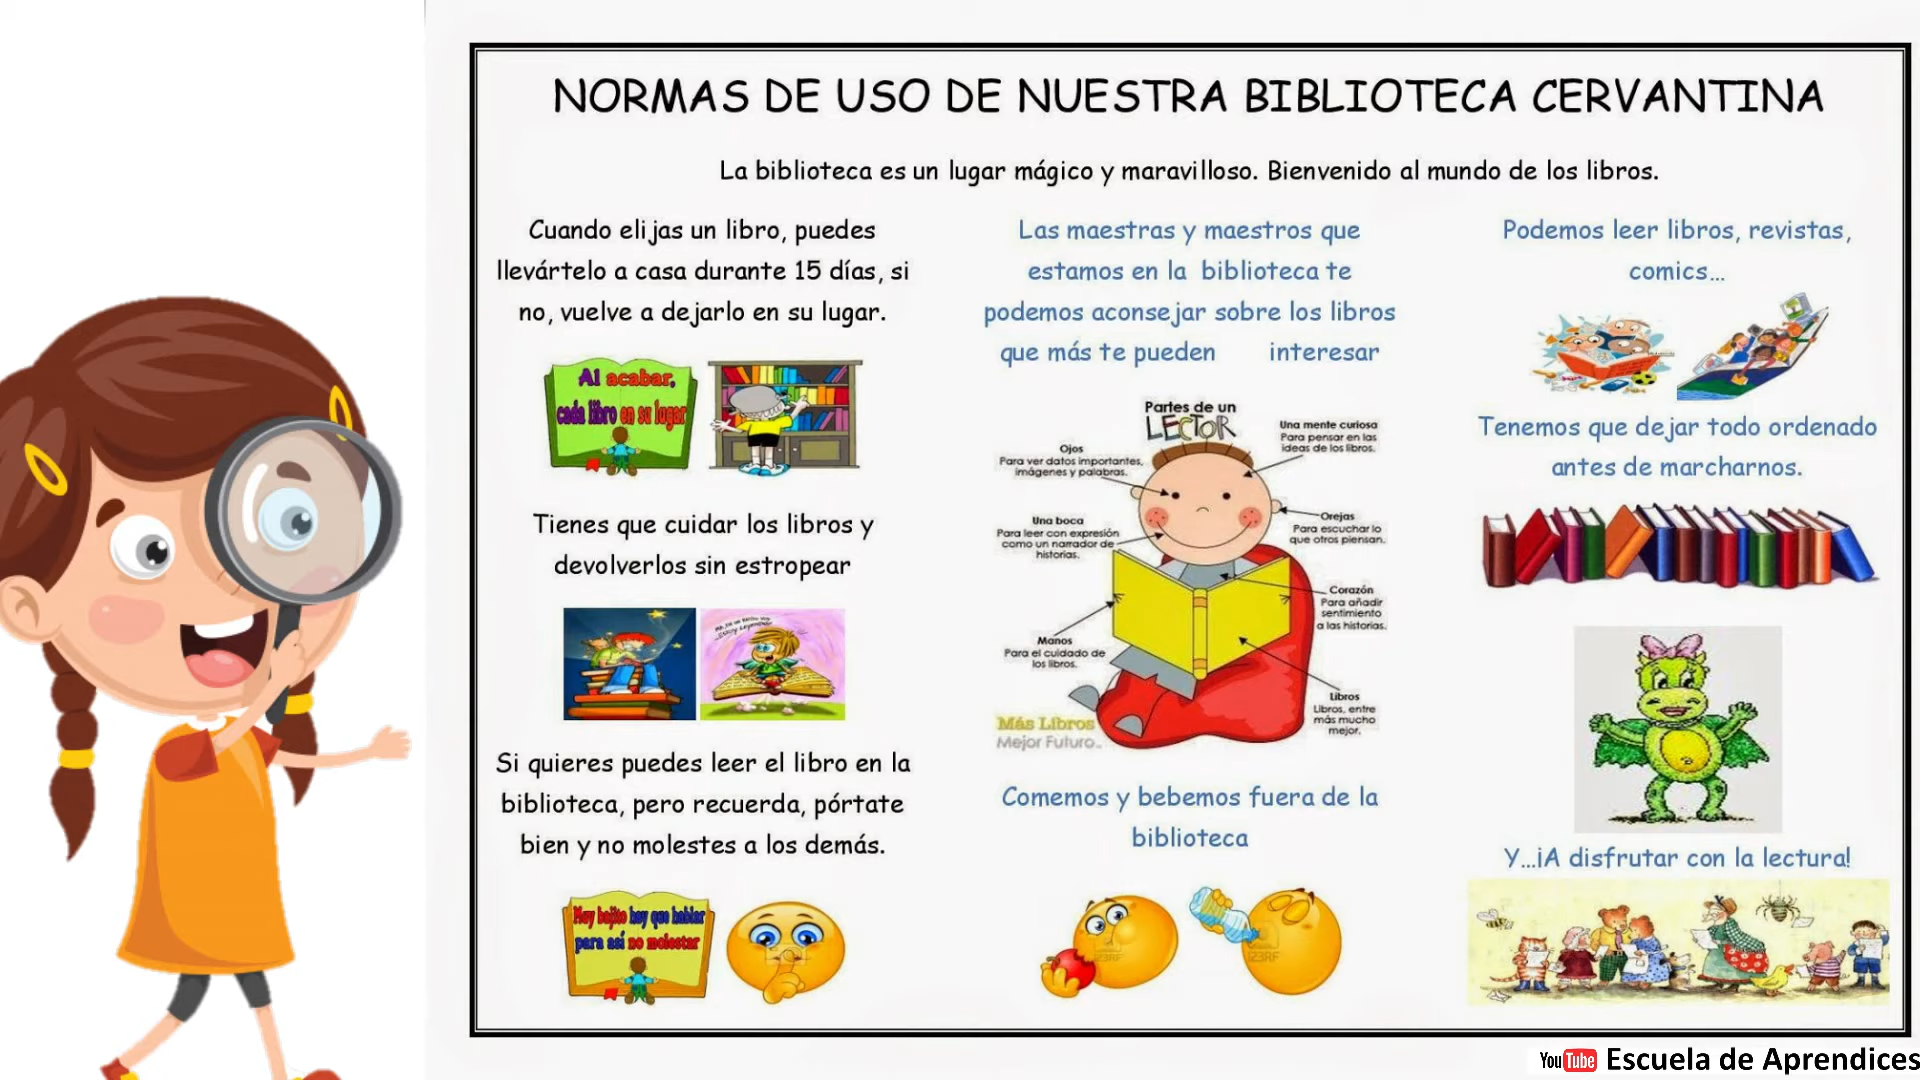 NORMAS DE USO DE NUESTRA BIBLIOTECA CERVANTINA
La biblioteca es un lugar mágico y maravilloso. Bienvenido al mundo de los libros.
Cuando elijas un libro, puedes
llevártelo a casa durante 15 días, si
no, vuelve a dejarlo en su lugar.
Al acabar,
cada libro en su lugar
Tienes que cuidar los libros y
devolverlos sin estropear
Si quieres puedes leer el libro en la
biblioteca, pero recuerda, pórtate
bien y no molestes a los demás.
Muy bajito hay que hablar
para así no molestar
Las maestras y maestros que
estamos en la biblioteca te
podemos aconsejar sobre los libros
que más te pueden interesar
Partes de un
LECTOR
Una mente curiosa
Para pensar en las
ideas de los libros.
Ojos
Para ver datos importantes,
imágenes y palabras.
Orejas
Para escuchar lo
que otros piensan.
Una boca
Para leer con expresión
como un narrador de
historias.
Corazón
Para añadir
sentimiento
a las historias.
Manos
Para el cuidado de
los libros.
Libros
Libros, entre
más mucho
mejor.
Más Libros
Mejor Futuro..
Comemos y bebemos fuera de la
biblioteca
123RF
123RF
Podemos leer libros, revistas,
comics...
Tenemos que dejar todo ordenado
antes de marcharnos.
Y...¡A disfrutar con la lectura!
YouTube Escuela de Aprendices